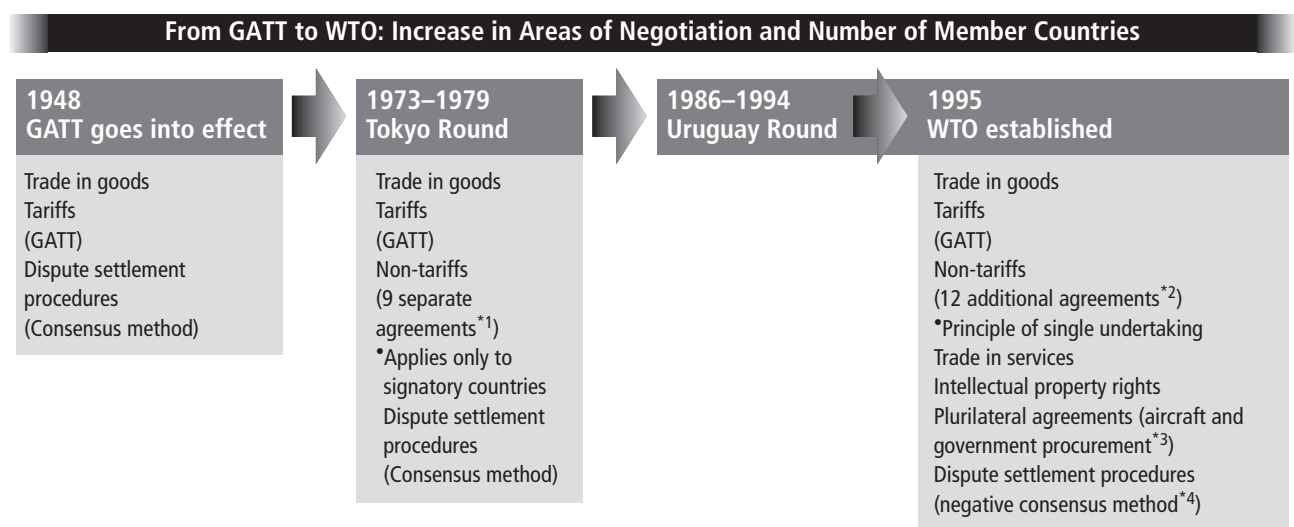 From GATT to WTO: Increase in Areas of Negotiation and Number of Member Countries
1948
GATT goes into effect
Trade in goods
Tariffs
(GATT)
Dispute settlement
procedures
(Consensus method)
1973–1979
Tokyo Round
Trade in goods
Tariffs
(GATT)
Non-tariffs
(9 separate
agreements*1)
•Applies only to
signatory countries
Dispute settlement
procedures
(Consensus method)
1986–1994
Uruguay Round
1995
WTO established
Trade in goods
Tariffs
(GATT)
Non-tariffs
(12 additional agreements*2)
•Principle of single undertaking
Trade in services
Intellectual property rights
Plurilateral agreements (aircraft and
government procurement*3)
Dispute settlement procedures
(negative consensus method*4)